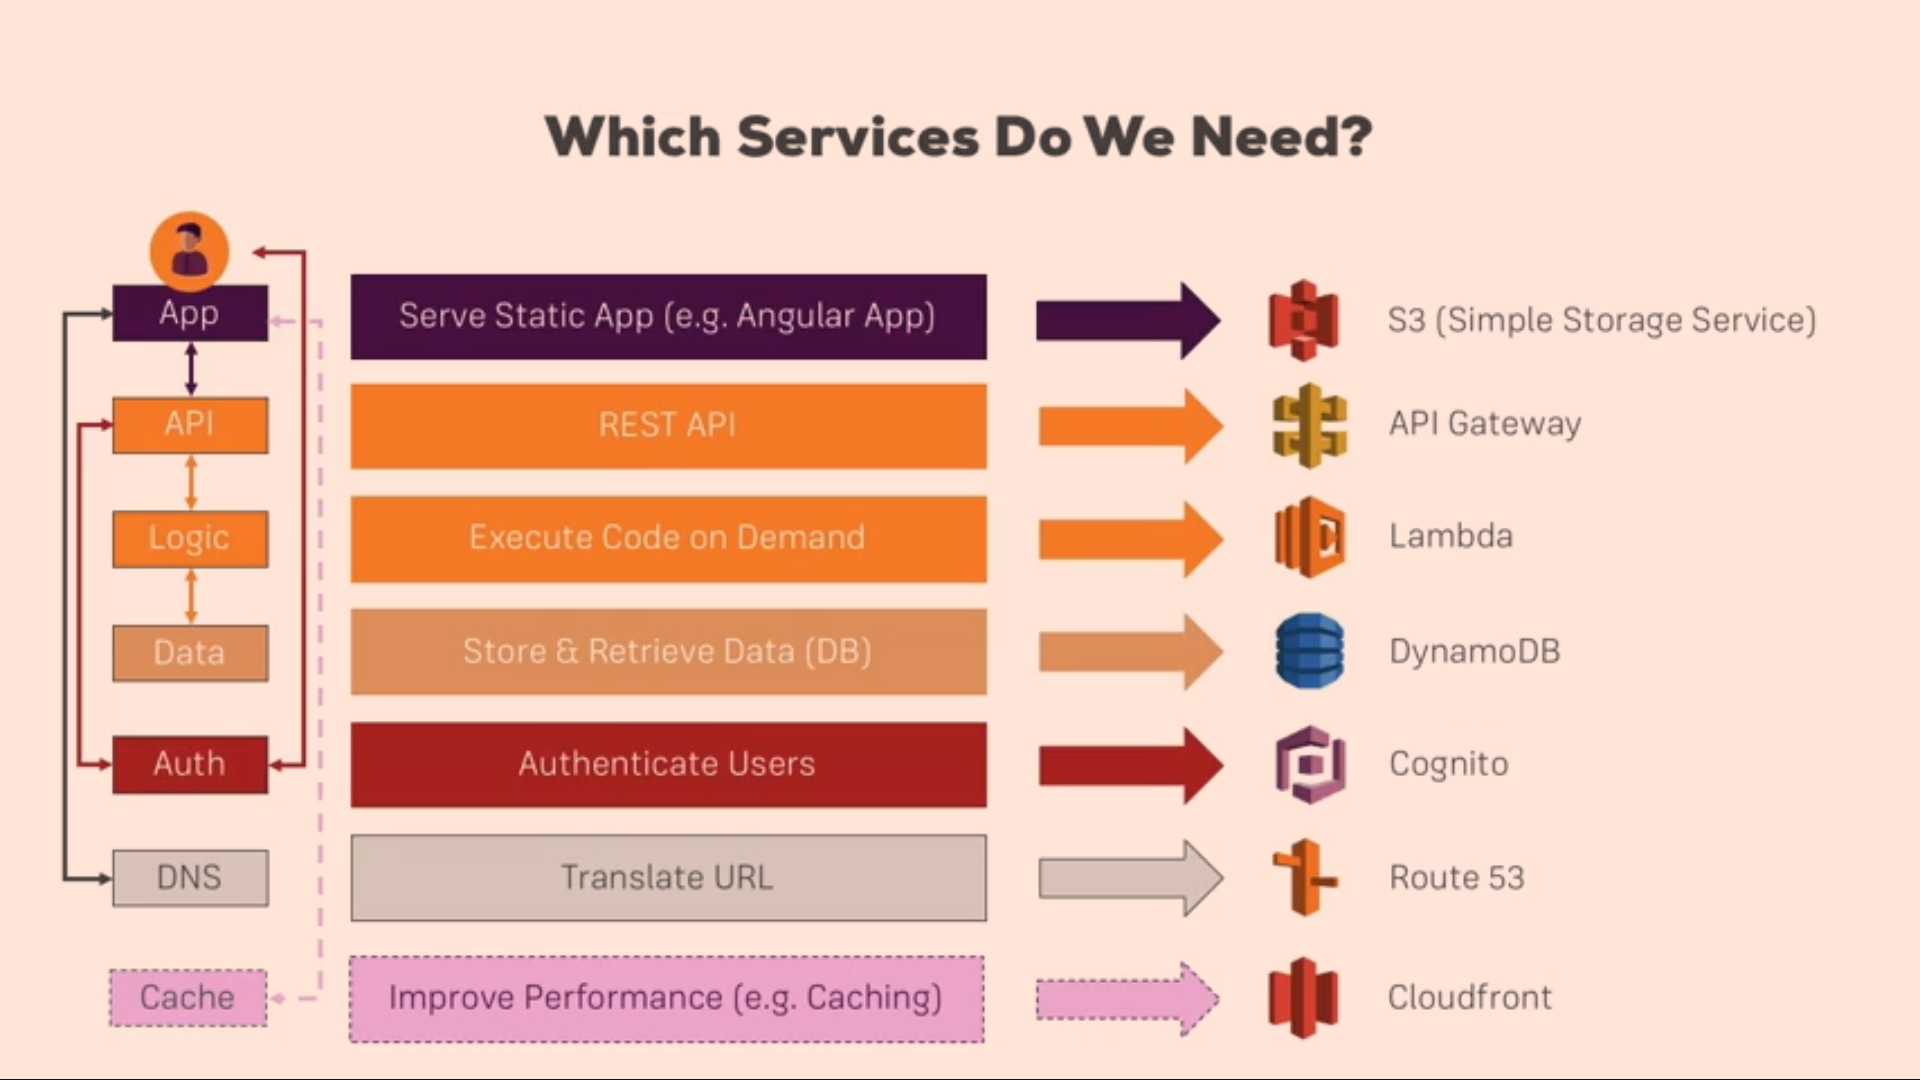 Which Services Do We Need?
App
Serve Static App (e.g. Angular App)
S3 (Simple Storage Service)
API
REST API
API Gateway
Logic
Execute Code on Demand
Lambda
Data
Store & Retrieve Data (DB)
DynamoDB
Auth
Authenticate Users
Cognito
DNS
Translate URL
Route 53
Cache
Improve Performance (e.g. Caching)
Cloudfront